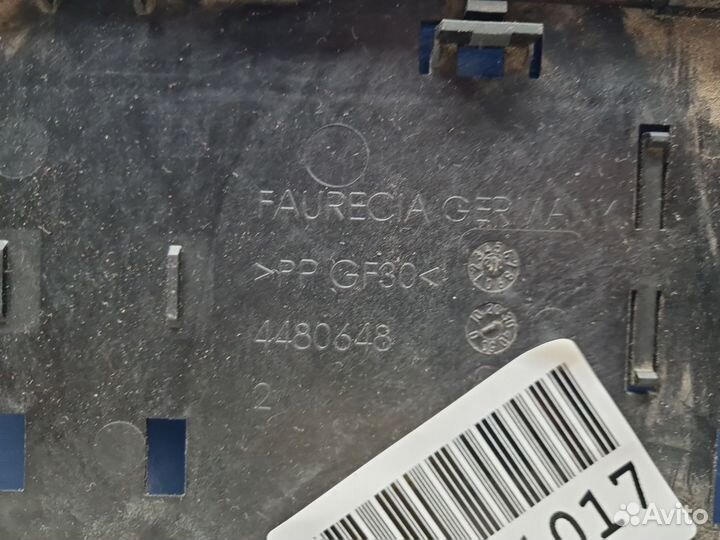 FAURECIA GERMANY
>PP GF30<
4480648
2
1017
Avito